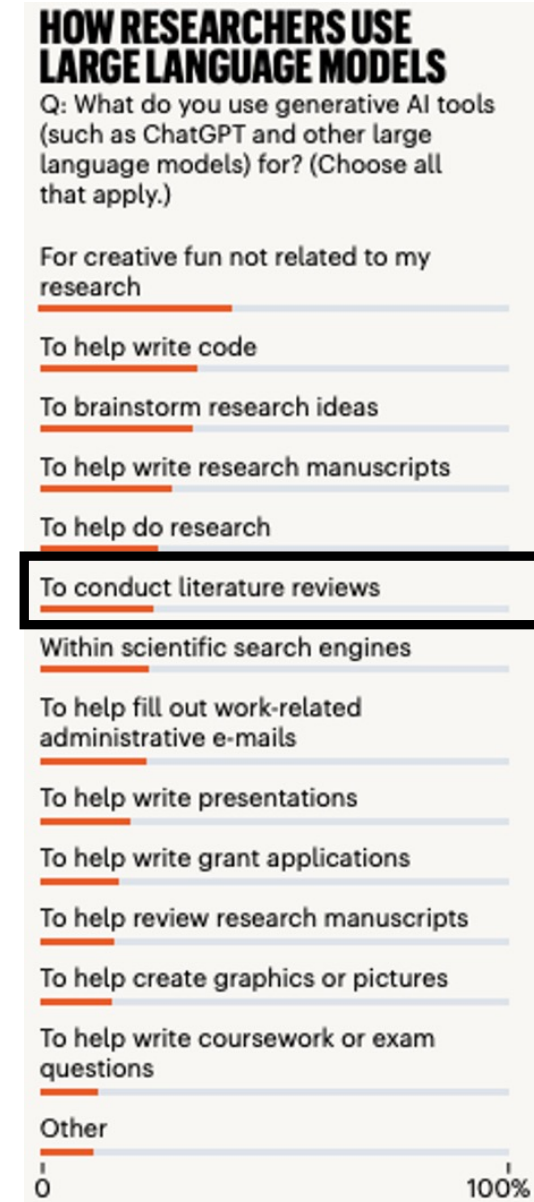 HOW RESEARCHERS USE
LARGE LANGUAGE MODELS
Q: What do you use generative AI tools
(such as ChatGPT and other large
language models) for? (Choose all
that apply.)
For creative fun not related to my
research
To help write code
To brainstorm research ideas
To help write research manuscripts
To help do research
To conduct literature reviews
Within scientific search engines
To help fill out work-related
administrative e-mails
To help write presentations
To help write grant applications
To help review research manuscripts
To help create graphics or pictures
To help write coursework or exam
questions
Other
0 100%